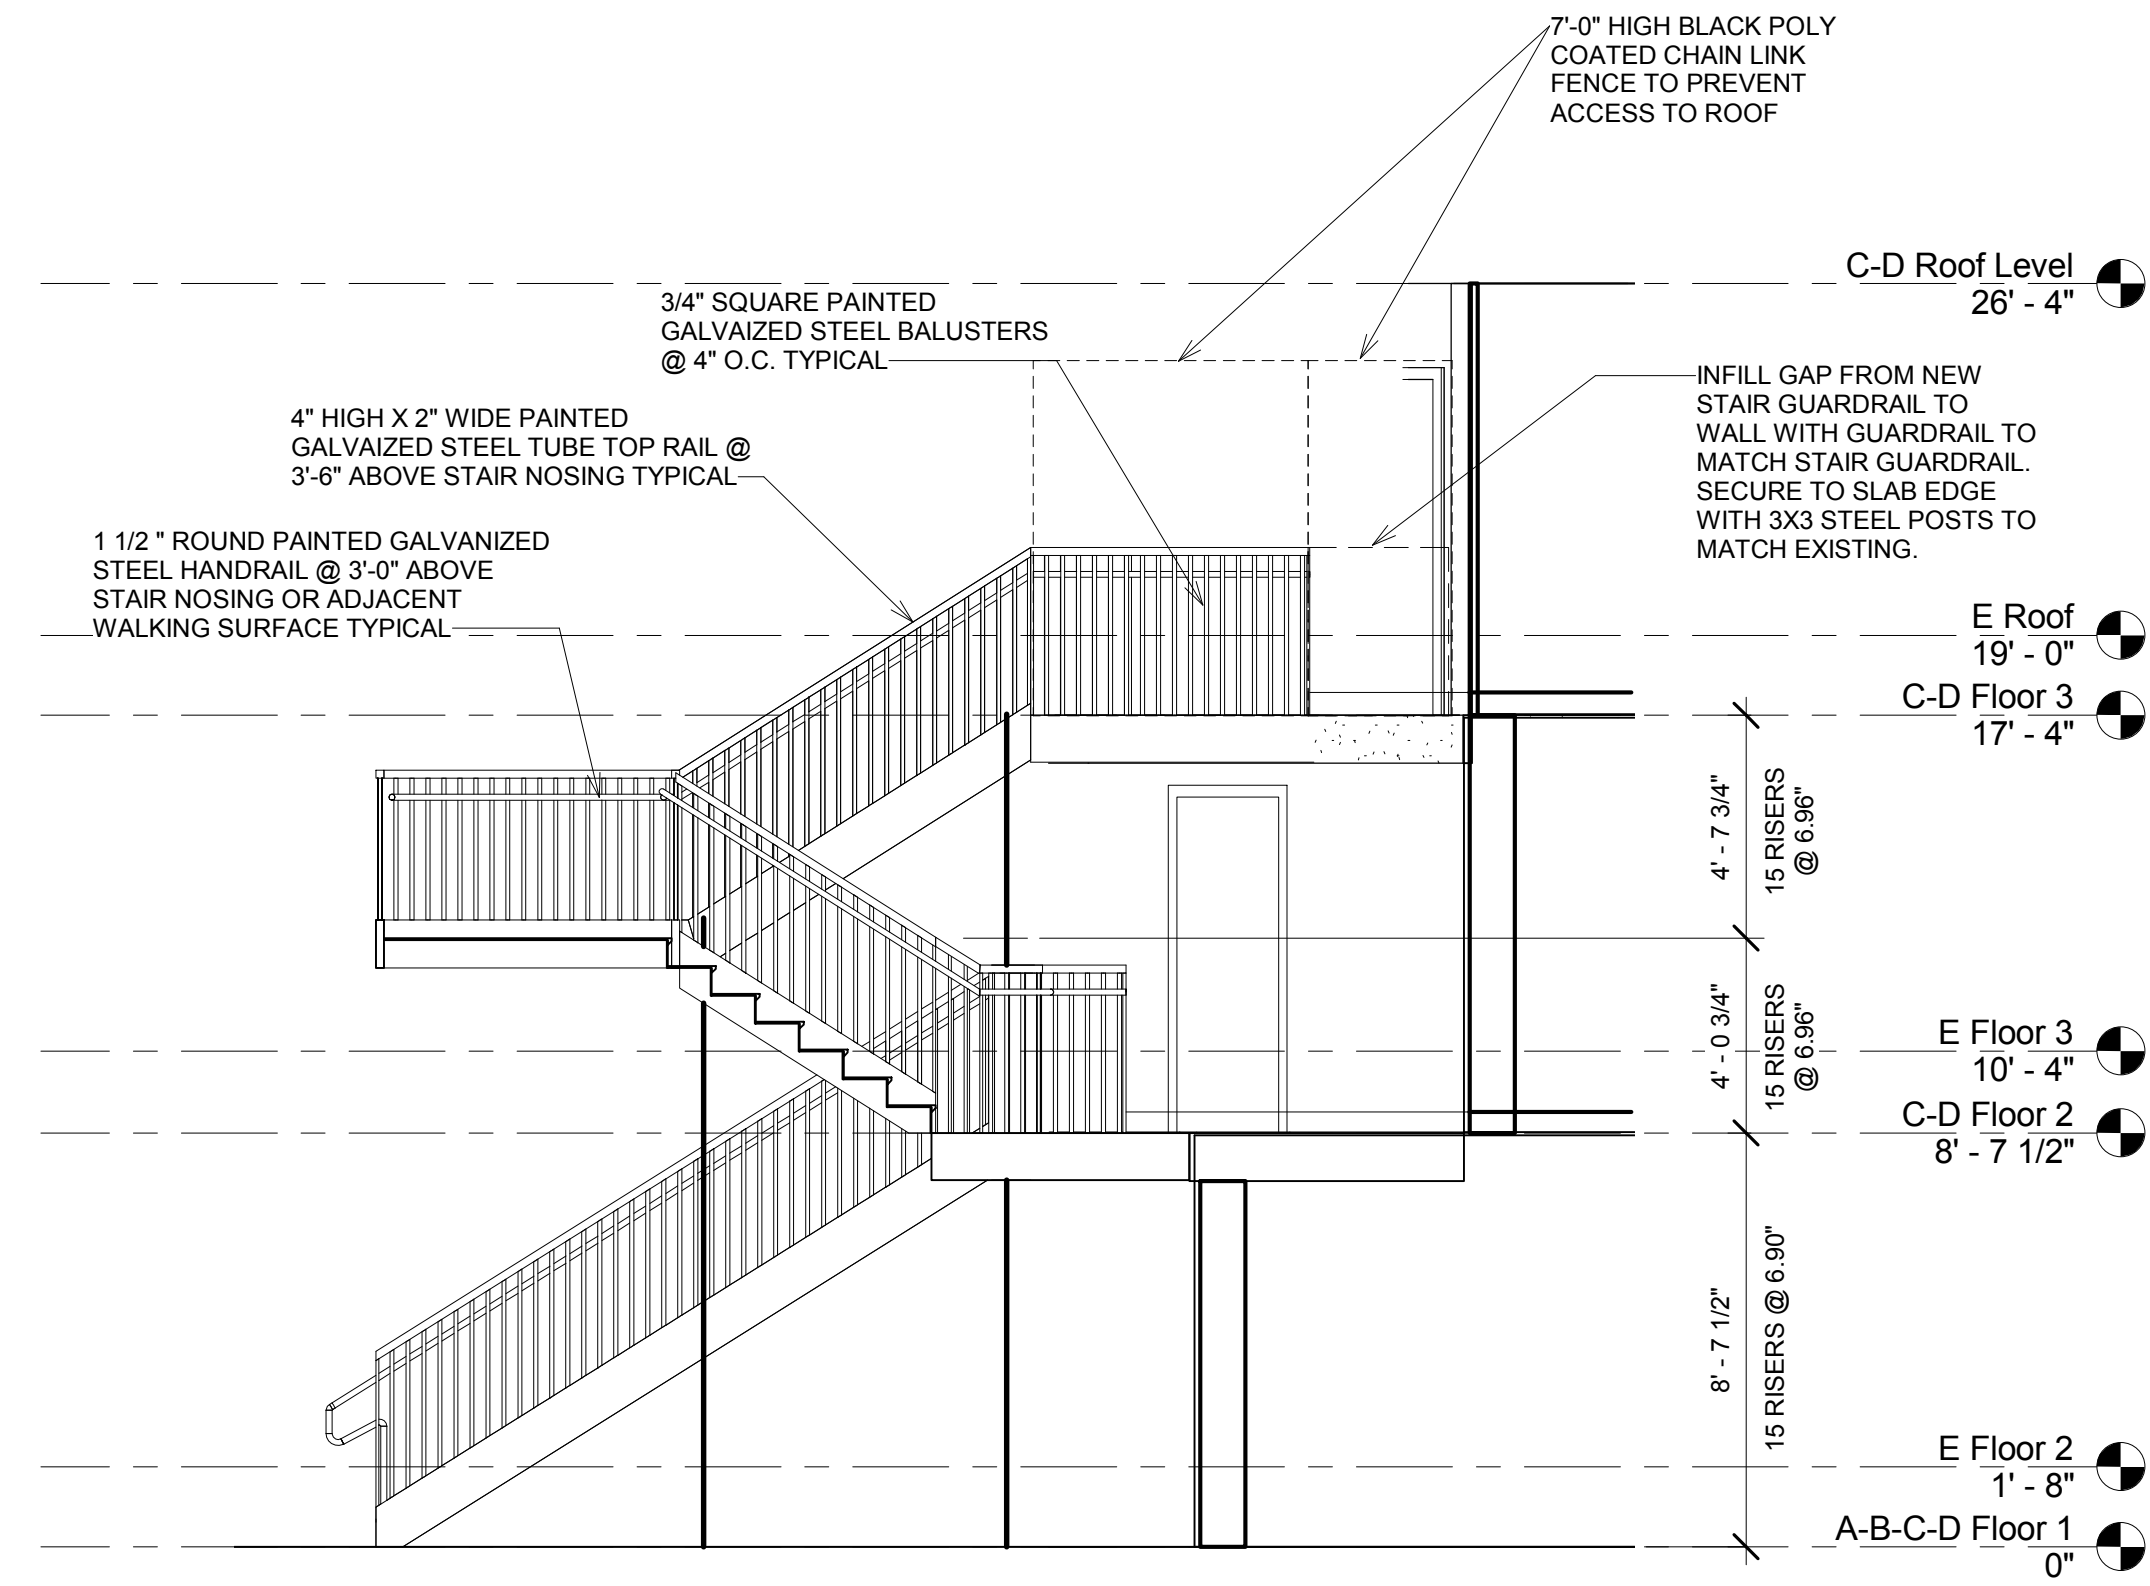 7'-0" HIGH BLACK POLY
COATED CHAIN LINK
FENCE TO PREVENT
ACCESS TO ROOF
C-D Roof Level
26' - 4"
3/4" SQUARE PAINTED
GALVAIZED STEEL BALUSTERS
@ 4" O.C. TYPICAL
INFILL GAP FROM NEW
STAIR GUARDRAIL TO
WALL WITH GUARDRAIL TO
MATCH STAIR GUARDRAIL.
SECURE TO SLAB EDGE
WITH 3X3 STEEL POSTS TO
MATCH EXISTING.
4" HIGH X 2" WIDE PAINTED
GALVAIZED STEEL TUBE TOP RAIL @
3'-6" ABOVE STAIR NOSING TYPICAL
1 1/2 " ROUND PAINTED GALVANIZED
STEEL HANDRAIL @ 3'-0" ABOVE
STAIR NOSING OR ADJACENT
WALKING SURFACE TYPICAL
E Roof
19' - 0"
C-D Floor 3
17' - 4"
4' - 7 3/4"
15 RISERS
@ 6.96"
4' - 0 3/4"
15 RISERS
@ 6.96"
E Floor 3
10' - 4"
C-D Floor 2
8' - 7 1/2"
8' - 7 1/2"
15 RISERS @ 6.90"
E Floor 2
1' - 8"
A-B-C-D Floor 1
0"